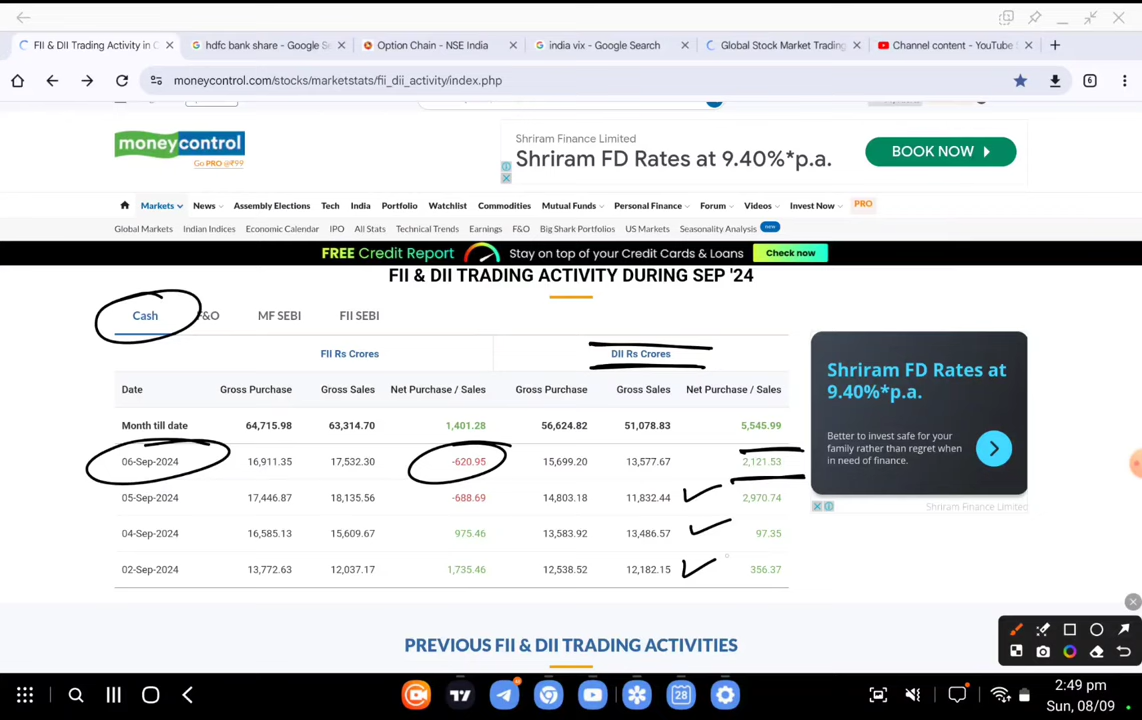 FII & DII Trading Activity in C
hdfc bank share - Google Se
Option Chain - NSE India
india vix - Google Search
Global Stock Market Trading
Channel content - YouTube
moneycontrol.com/stocks/marketstats/fii_dii_activity/index.php
6
moneycontrol
Go PRO @₹99
Shriram Finance Limited
Shriram FD Rates at 9.40%*p.a.
BOOK NOW
Markets News Assembly Elections Tech India Portfolio Watchlist Commodities Mutual Funds Personal Finance Forum Videos Invest Now PRO
Global Markets Indian Indices Economic Calendar IPO All Stats Technical Trends Earnings F&O Big Shark Portfolios US Markets Seasonality Analysis new
FREE Credit Report Stay on top of your Credit Cards & Loans Check now
FII & DII TRADING ACTIVITY DURING SEP '24
Cash F&O MF SEBI FII SEBI
FII Rs Crores DII Rs Crores
Date Gross Purchase Gross Sales Net Purchase / Sales Gross Purchase Gross Sales Net Purchase / Sales
Month till date 64,715.98 63,314.70 1,401.28 56,624.82 51,078.83 5,545.99
06-Sep-2024 16,911.35 17,532.30 -620.95 15,699.20 13,577.67 2,121.53
05-Sep-2024 17,446.87 18,135.56 -688.69 14,803.18 11,832.44 2,970.74
04-Sep-2024 16,585.13 15,609.67 975.46 13,583.92 13,486.57 97.35
02-Sep-2024 13,772.63 12,037.17 1,735.46 12,538.52 12,182.15 356.37
Shriram FD Rates at
9.40%*p.a.
Better to invest safe for your
family rather than regret when
in need of finance.
Shriram Finance Limited
PREVIOUS FII & DII TRADING ACTIVITIES
28
2:49 pm
Sun, 08/09